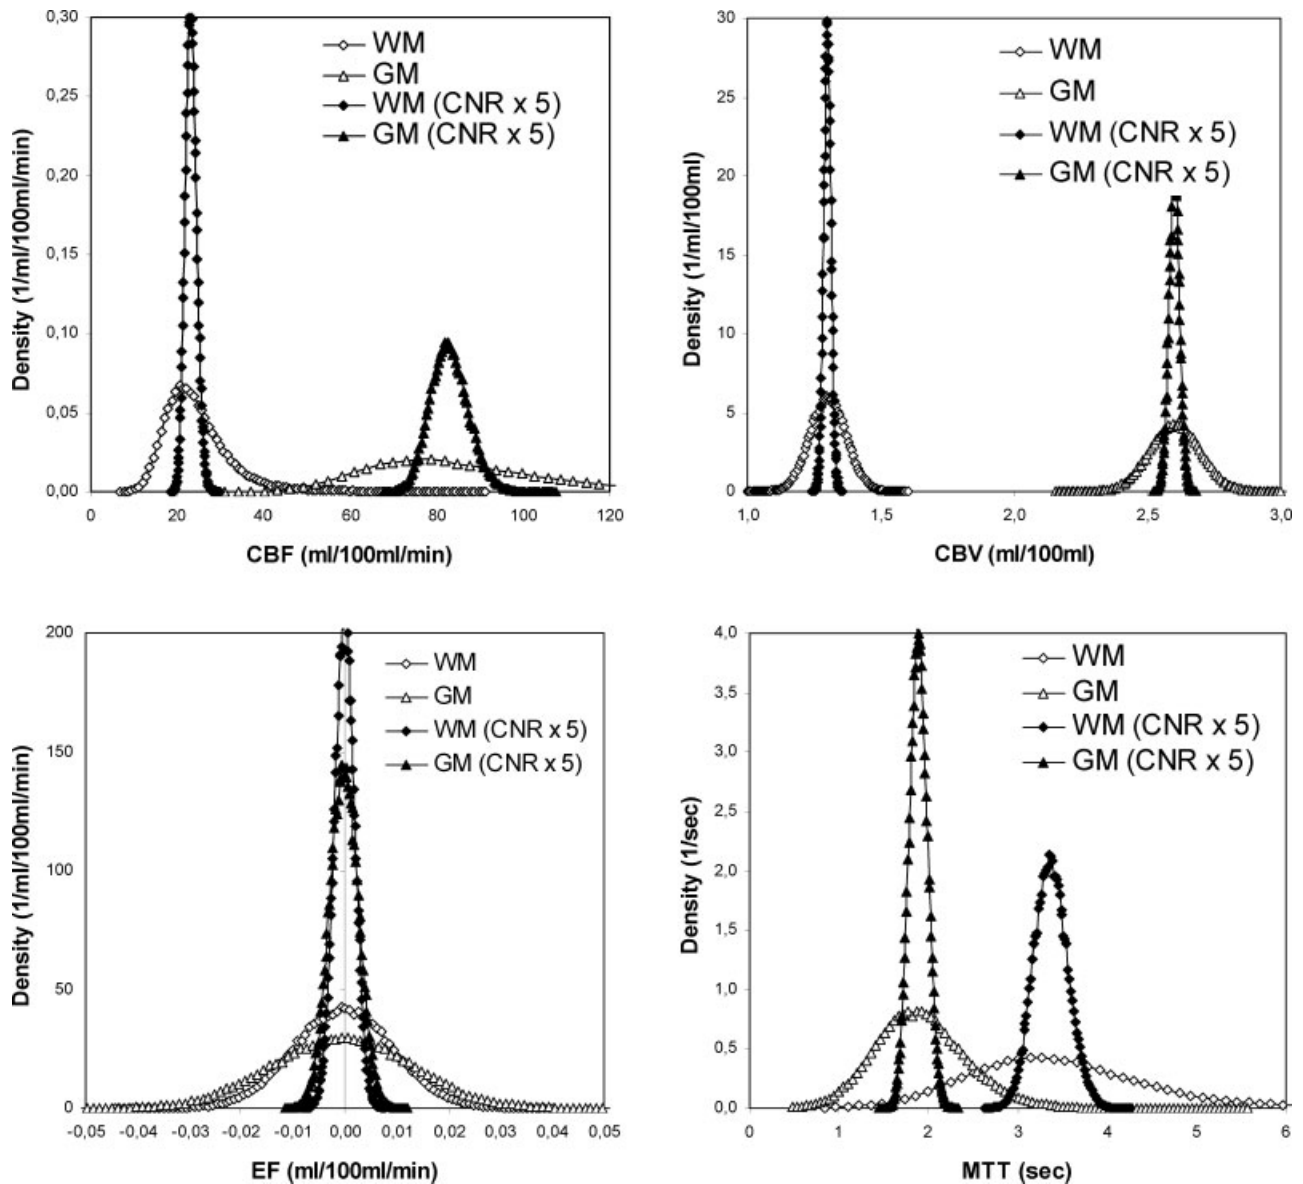 0,30
0,25
0,20
0,15
0,10
0,05
0,00
Density (1/ml/100ml/min)
WM
GM
WM (CNR x 5)
GM (CNR x 5)
0 20 40 60 80 100 120
CBF (ml/100ml/min)
30
25
20
15
10
5
0
Density (1/ml/100ml)
WM
GM
WM (CNR x 5)
GM (CNR x 5)
1,0 1,5 2,0 2,5 3,0
CBV (ml/100ml)
200
150
100
50
0
Density (1/ml/100ml/min)
WM
GM
WM (CNR x 5)
GM (CNR x 5)
-0,05 -0,04 -0,03 -0,02 -0,01 0,00 0,01 0,02 0,03 0,04 0,05
EF (ml/100ml/min)
4,0
3,5
3,0
2,5
2,0
1,5
1,0
0,5
0,0
Density (1/sec)
WM
GM
WM (CNR x 5)
GM (CNR x 5)
0 1 2 3 4 5 6
MTT (sec)